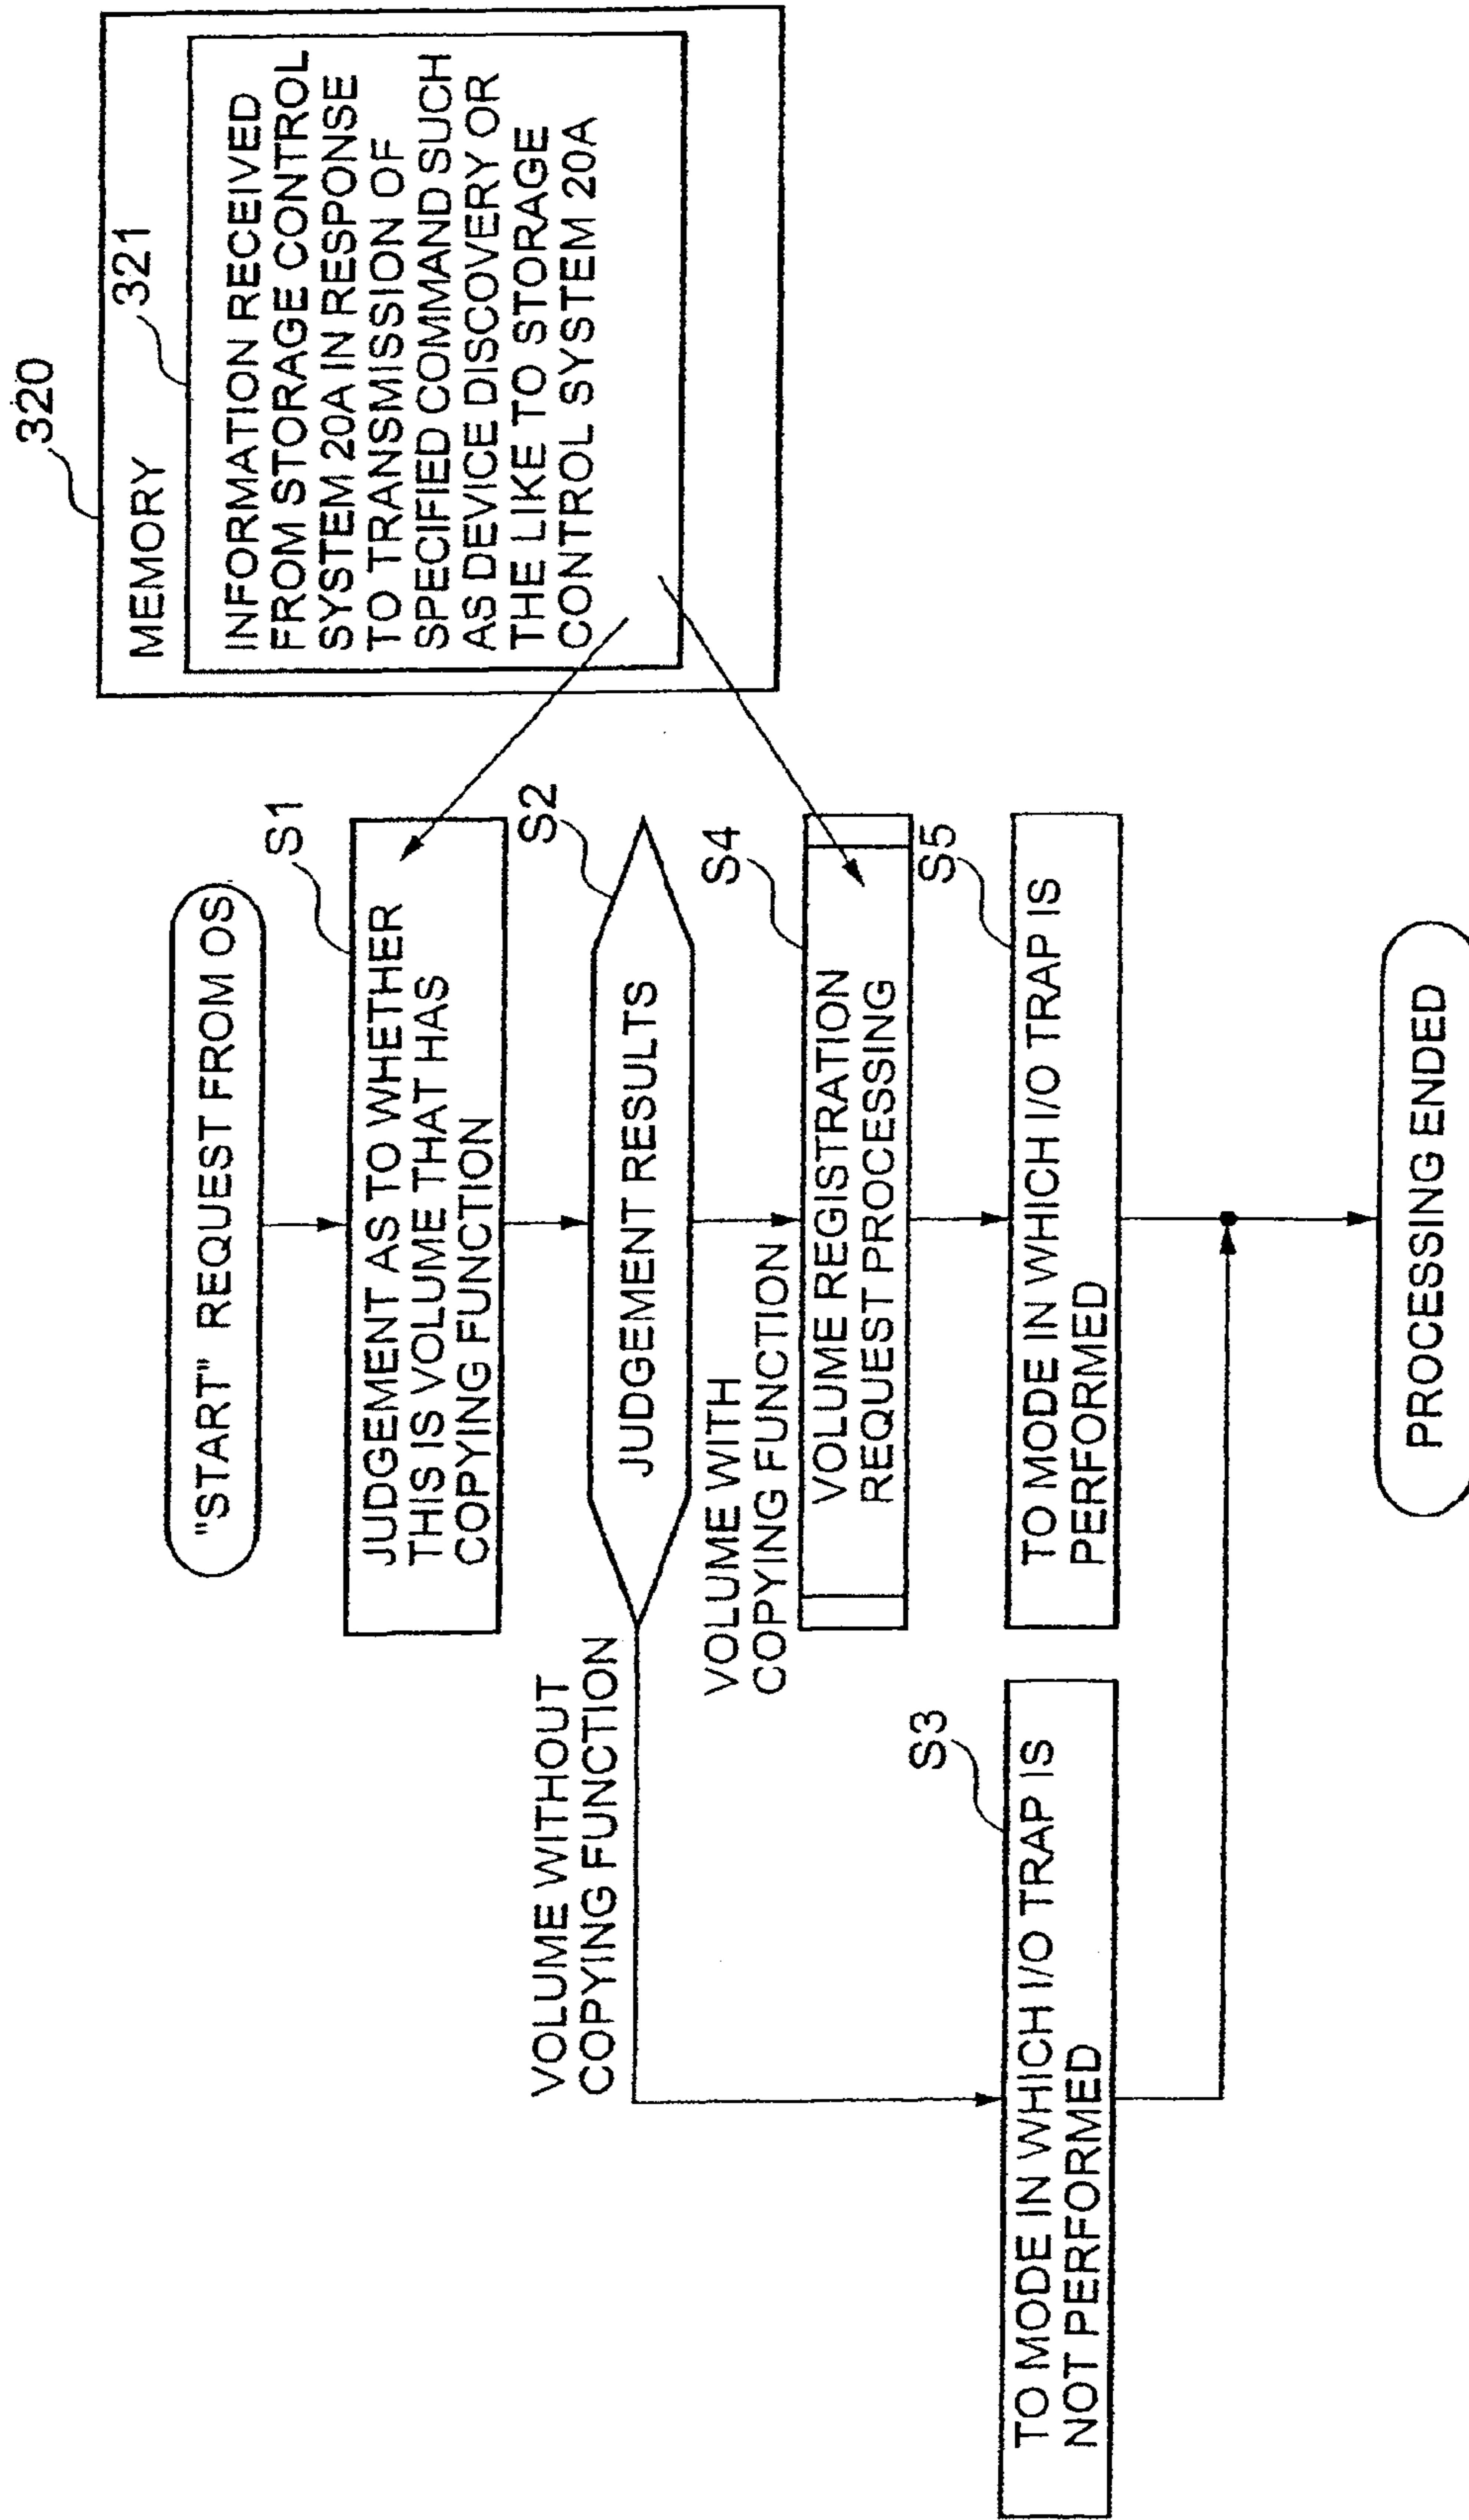 "START" REQUEST FROM OS
S1
JUDGEMENT AS TO WHETHER
THIS IS VOLUME THAT HAS
COPYING FUNCTION
S2
JUDGEMENT RESULTS
VOLUME WITHOUT
COPYING FUNCTION
VOLUME WITH
COPYING FUNCTION
S4
VOLUME REGISTRATION
REQUEST PROCESSING
S3
TO MODE IN WHICH I/O TRAP IS
NOT PERFORMED
S5
TO MODE IN WHICH I/O TRAP IS
PERFORMED
PROCESSING ENDED
320
MEMORY
321
INFORMATION RECEIVED
FROM STORAGE CONTROL
SYSTEM 20A IN RESPONSE
TO TRANSMISSION OF
SPECIFIED COMMAND SUCH
AS DEVICE DISCOVERY OR
THE LIKE TO STORAGE
CONTROL SYSTEM 20A